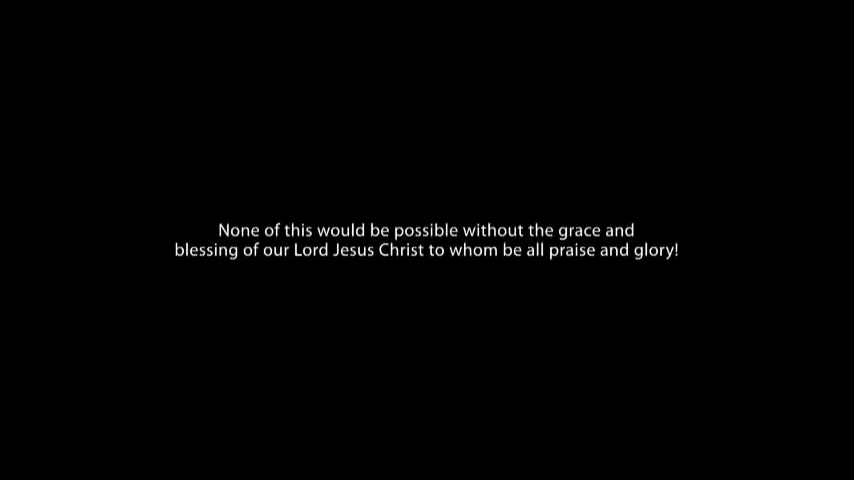 None of this would be possible without the grace and
blessing of our Lord Jesus Christ to whom be all praise and glory!